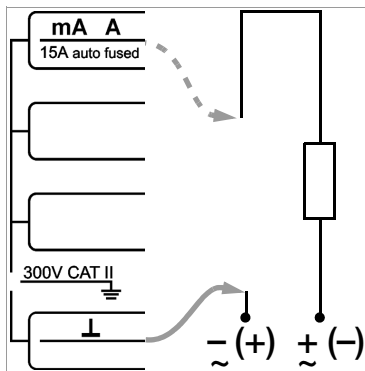 mA A
15A auto fused
300V CAT II
⊥
− (+) + (−)
~ ~